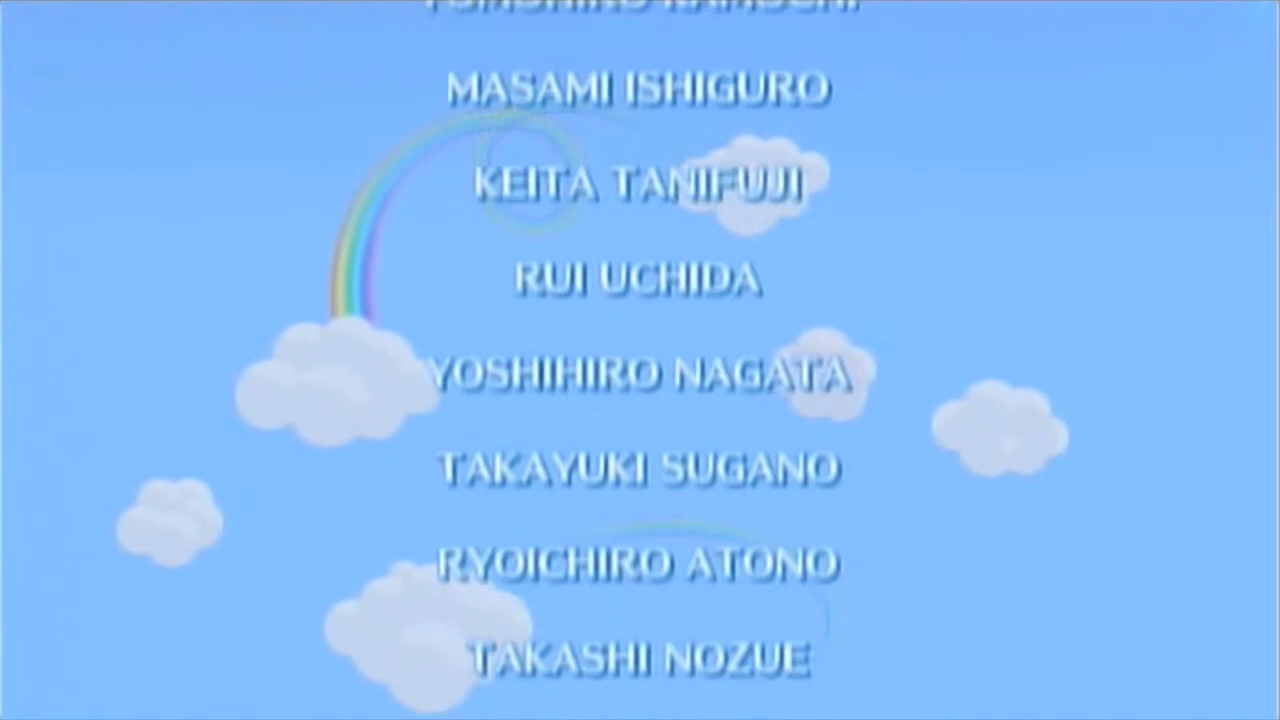 MASAMI ISHIGURO
KEITA TANIFUJI
RUI UCHIDA
YOSHIHIRO NAGATA
TAKAYUKI SUGANO
RYOICHIRO ATONO
TAKASHI NOZUE